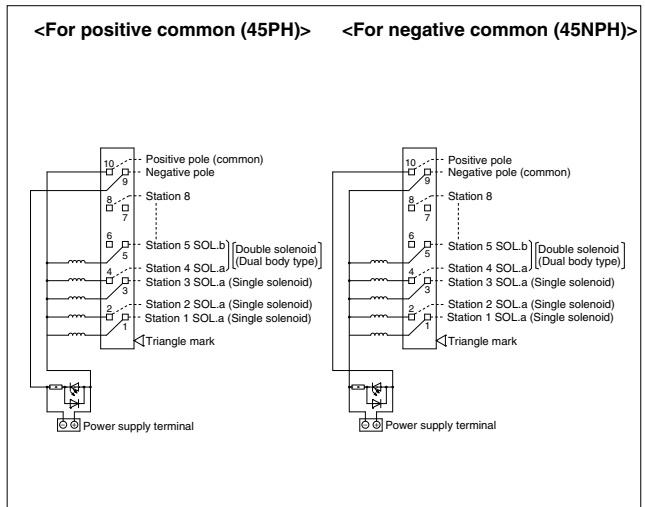 <For positive common (45PH)>
10
9
8
7
6
5
4
3
2
1
Positive pole (common)
Negative pole
Station 8
Station 5 SOL.b
Station 4 SOL.a
Double solenoid
(Dual body type)
Station 3 SOL.a (Single solenoid)
Station 2 SOL.a (Single solenoid)
Station 1 SOL.a (Single solenoid)
Triangle mark
⊖ ⊕ Power supply terminal
<For negative common (45NPH)>
10
9
8
7
6
5
4
3
2
1
Positive pole
Negative pole (common)
Station 8
Station 5 SOL.b
Station 4 SOL.a
Double solenoid
(Dual body type)
Station 3 SOL.a (Single solenoid)
Station 2 SOL.a (Single solenoid)
Station 1 SOL.a (Single solenoid)
Triangle mark
⊖ ⊕ Power supply terminal